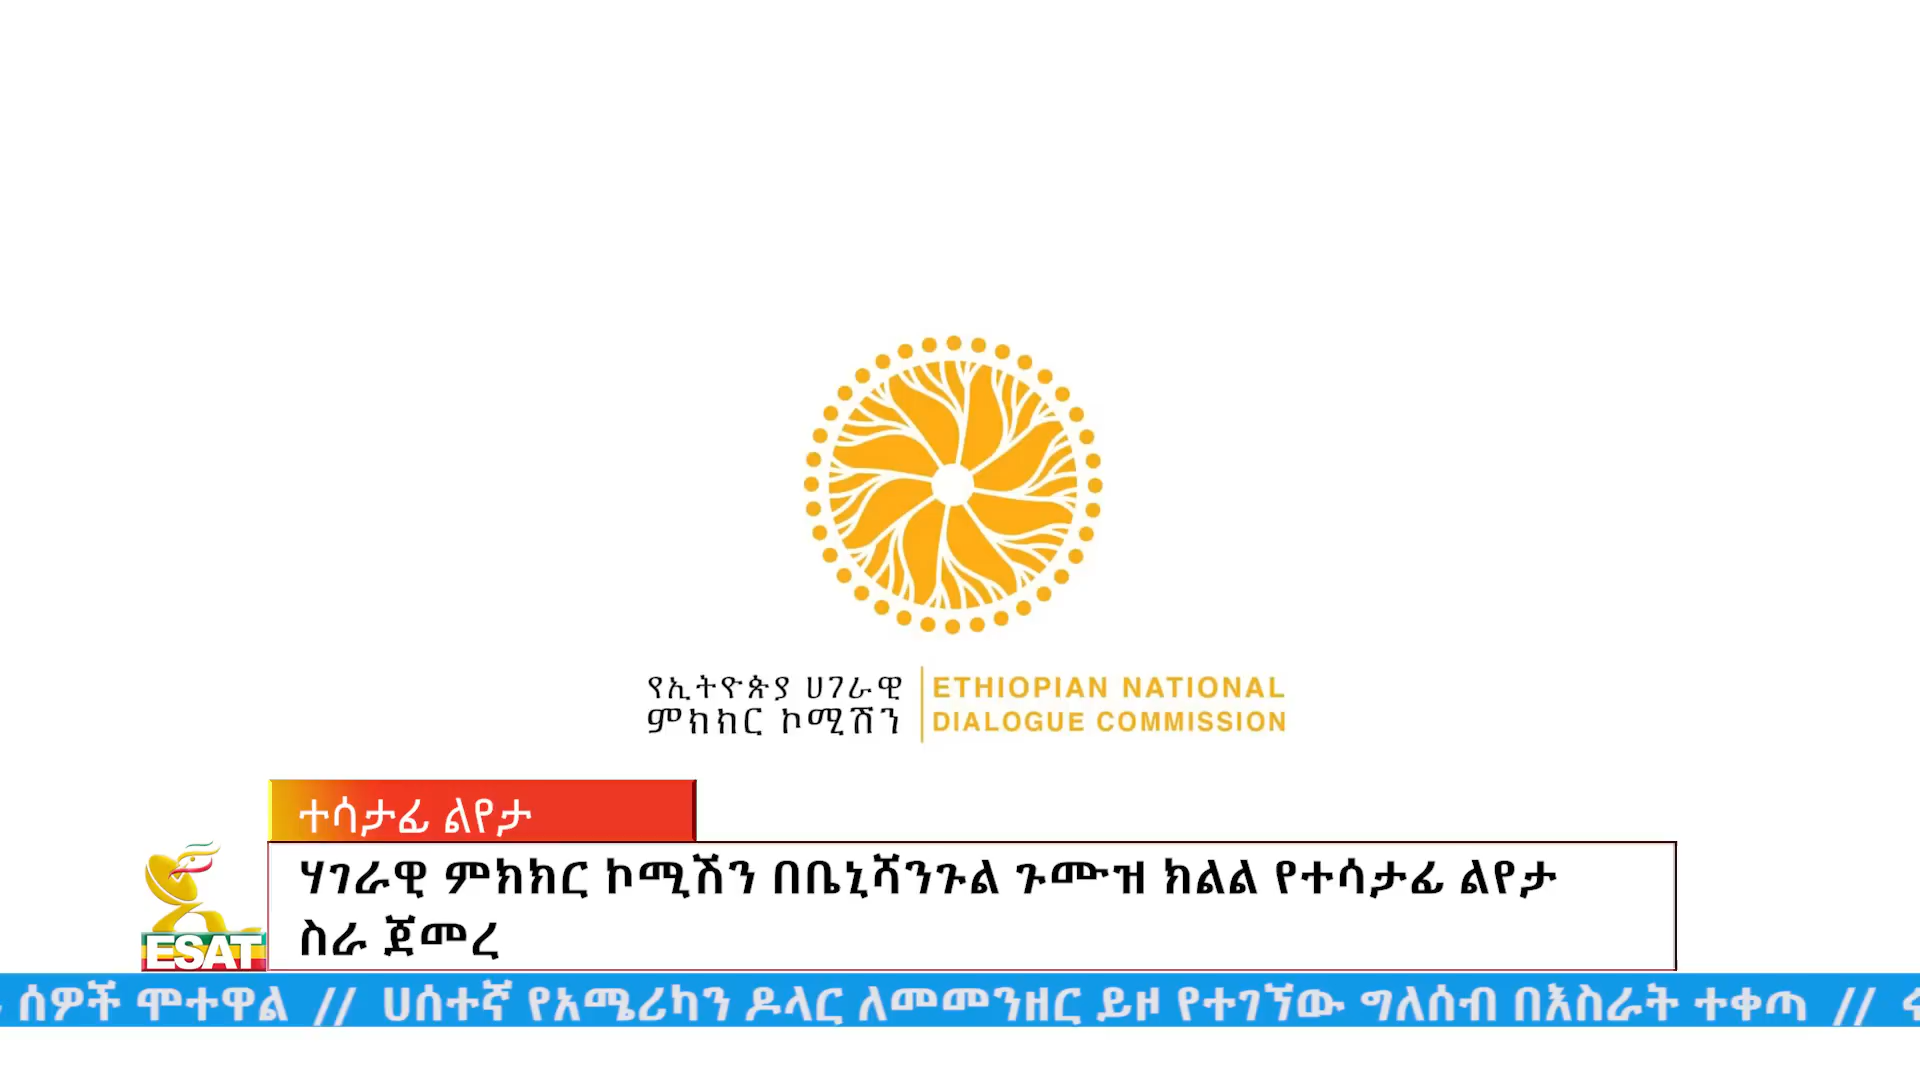 የኢትዮጵያ ሀገራዊ
ምክክር ኮሚሽን
ETHIOPIAN NATIONAL
DIALOGUE COMMISSION
ተሳታፊ ልየታ
ሃገራዊ ምክክር ኮሚሽን በቤኒሻንጉል ጉሙዝ ክልል የተሳታፊ ልየታ
ስራ ጀመረ
ESAT
ሰዎች ሞተዋል // ሀሰተኛ የአሜሪካን ዶላር ለመመንዘር ይዞ የተገኘው ግለሰብ በእስራት ተቀጣ //